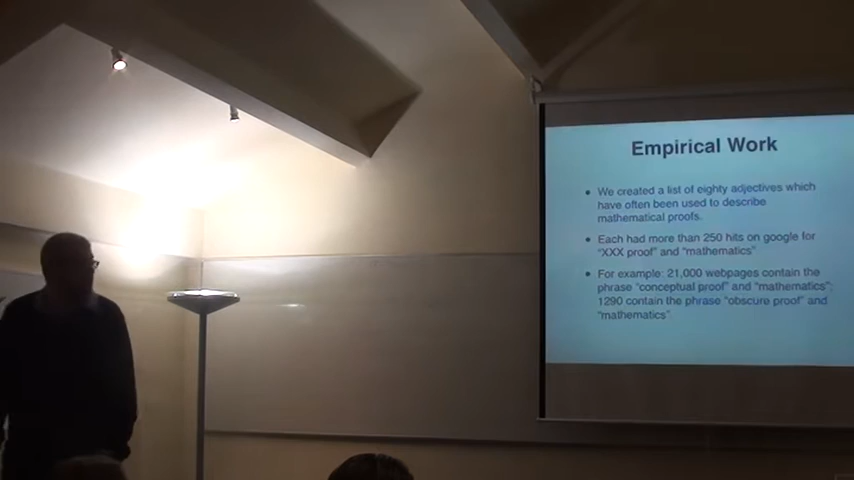 Empirical Work
• We created a list of eighty adjectives which
have often been used to describe
mathematical proofs.
• Each had more than 250 hits on google for
“XXX proof” and “mathematics”.
• For example: 21,000 webpages contain the
phrase “conceptual proof” and “mathematics”;
1290 contain the phrase “obscure proof” and
“mathematics”